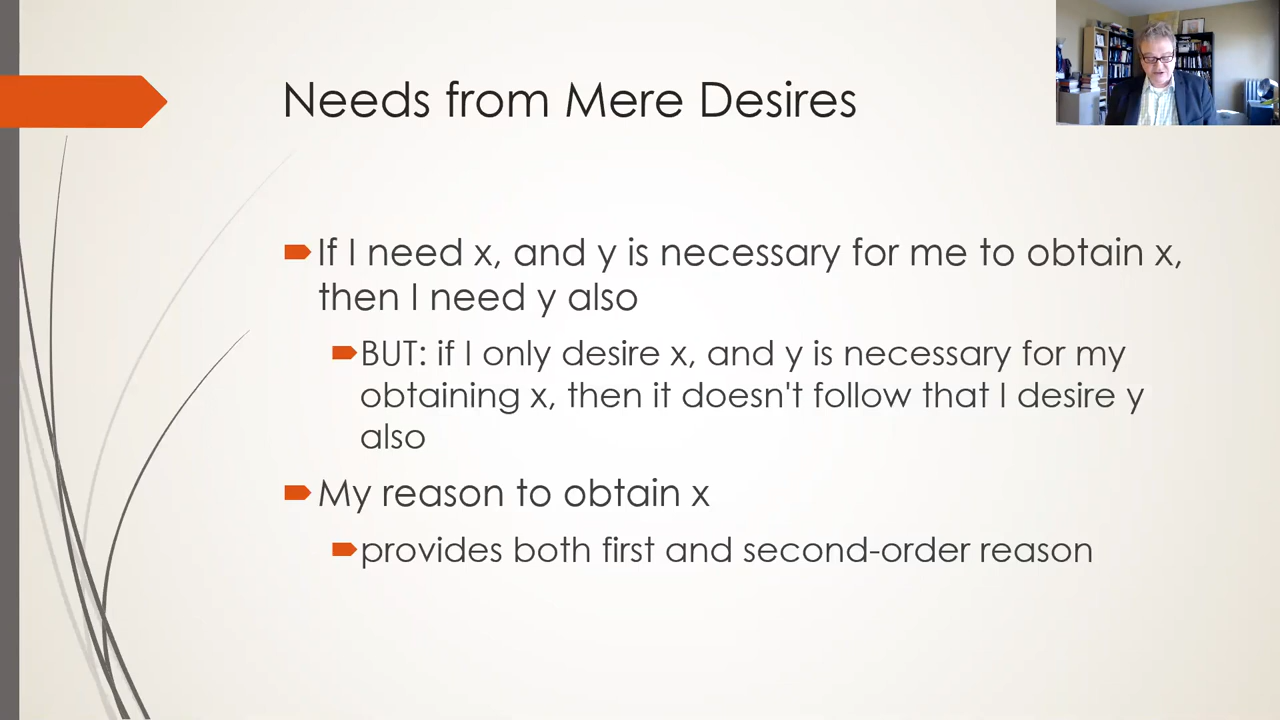 Needs from Mere Desires
If I need x, and y is necessary for me to obtain x,
then I need y also
BUT: if I only desire x, and y is necessary for my
obtaining x, then it doesn't follow that I desire y
also
My reason to obtain x
provides both first and second-order reason